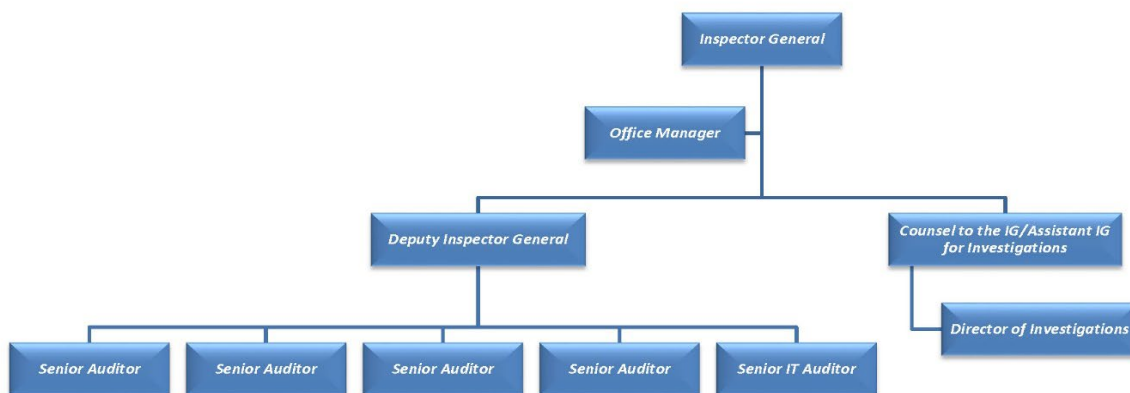 Inspector General
Office Manager
Deputy Inspector General
Counsel to the IG/Assistant IG
for Investigations
Director of Investigations
Senior Auditor
Senior Auditor
Senior Auditor
Senior Auditor
Senior IT Auditor